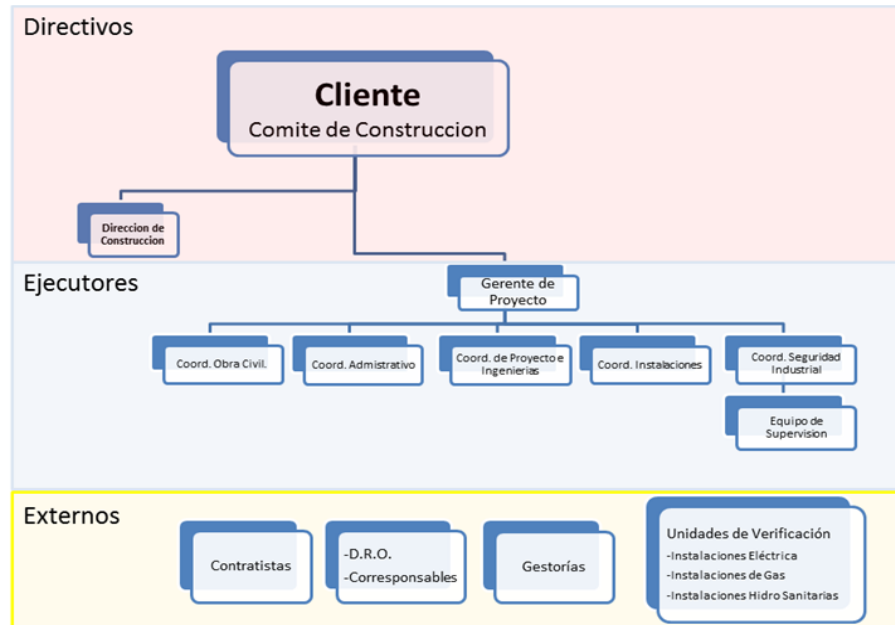 Directivos
Cliente
Comite de Construccion
Direccion de
Construccion
Ejecutores
Gerente de
Proyecto
Coord. Obra Civil.
Coord. Admistrativo
Coord. de Proyecto e
Ingenierias
Coord. Instalaciones
Coord. Seguridad
Industrial
Equipo de
Supervision
Externos
Contratistas
-D.R.O.
-Corresponsables
Gestorías
Unidades de Verificación
-Instalaciones Eléctrica
-Instalaciones de Gas
-Instalaciones Hidro Sanitarias